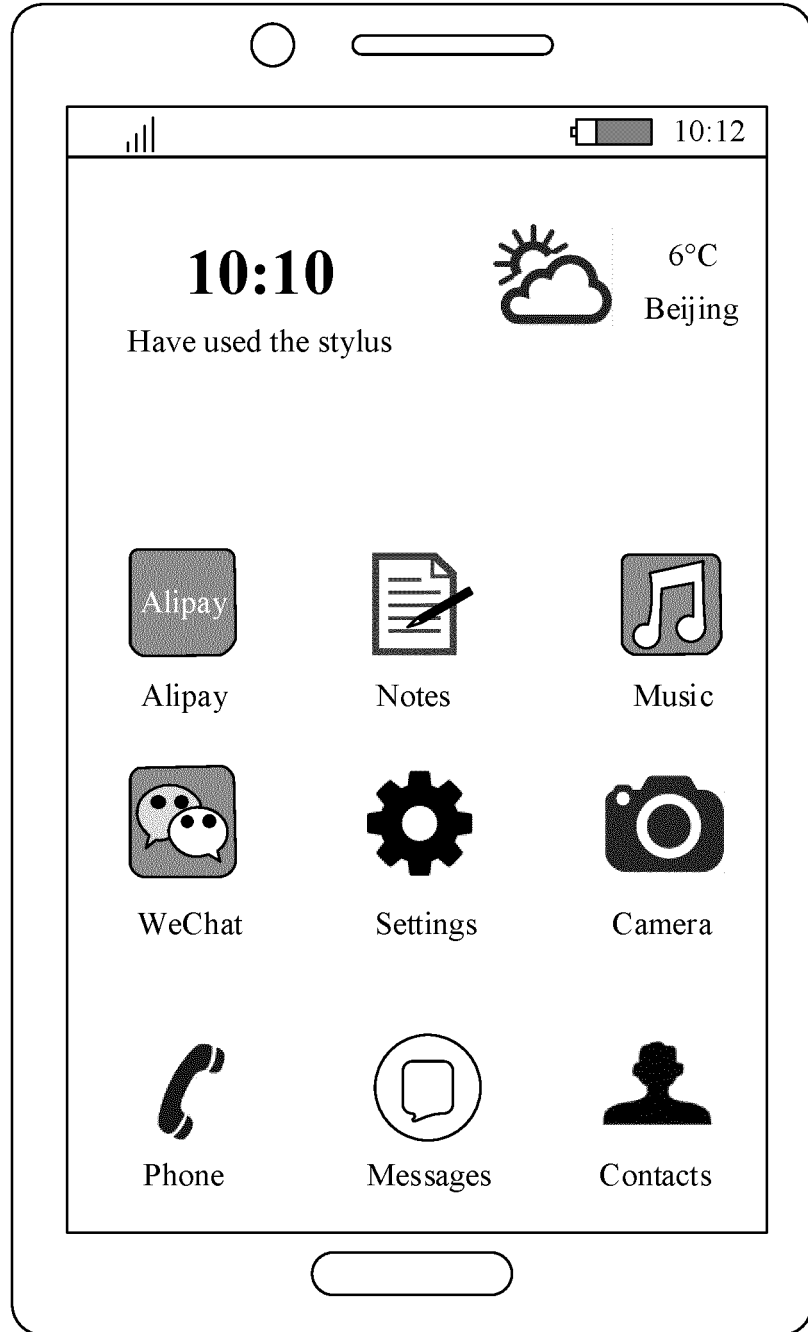 10:12
10:10
6°C
Beijing
Have used the stylus
Alipay
Alipay
Notes
Music
WeChat
Settings
Camera
Phone
Messages
Contacts